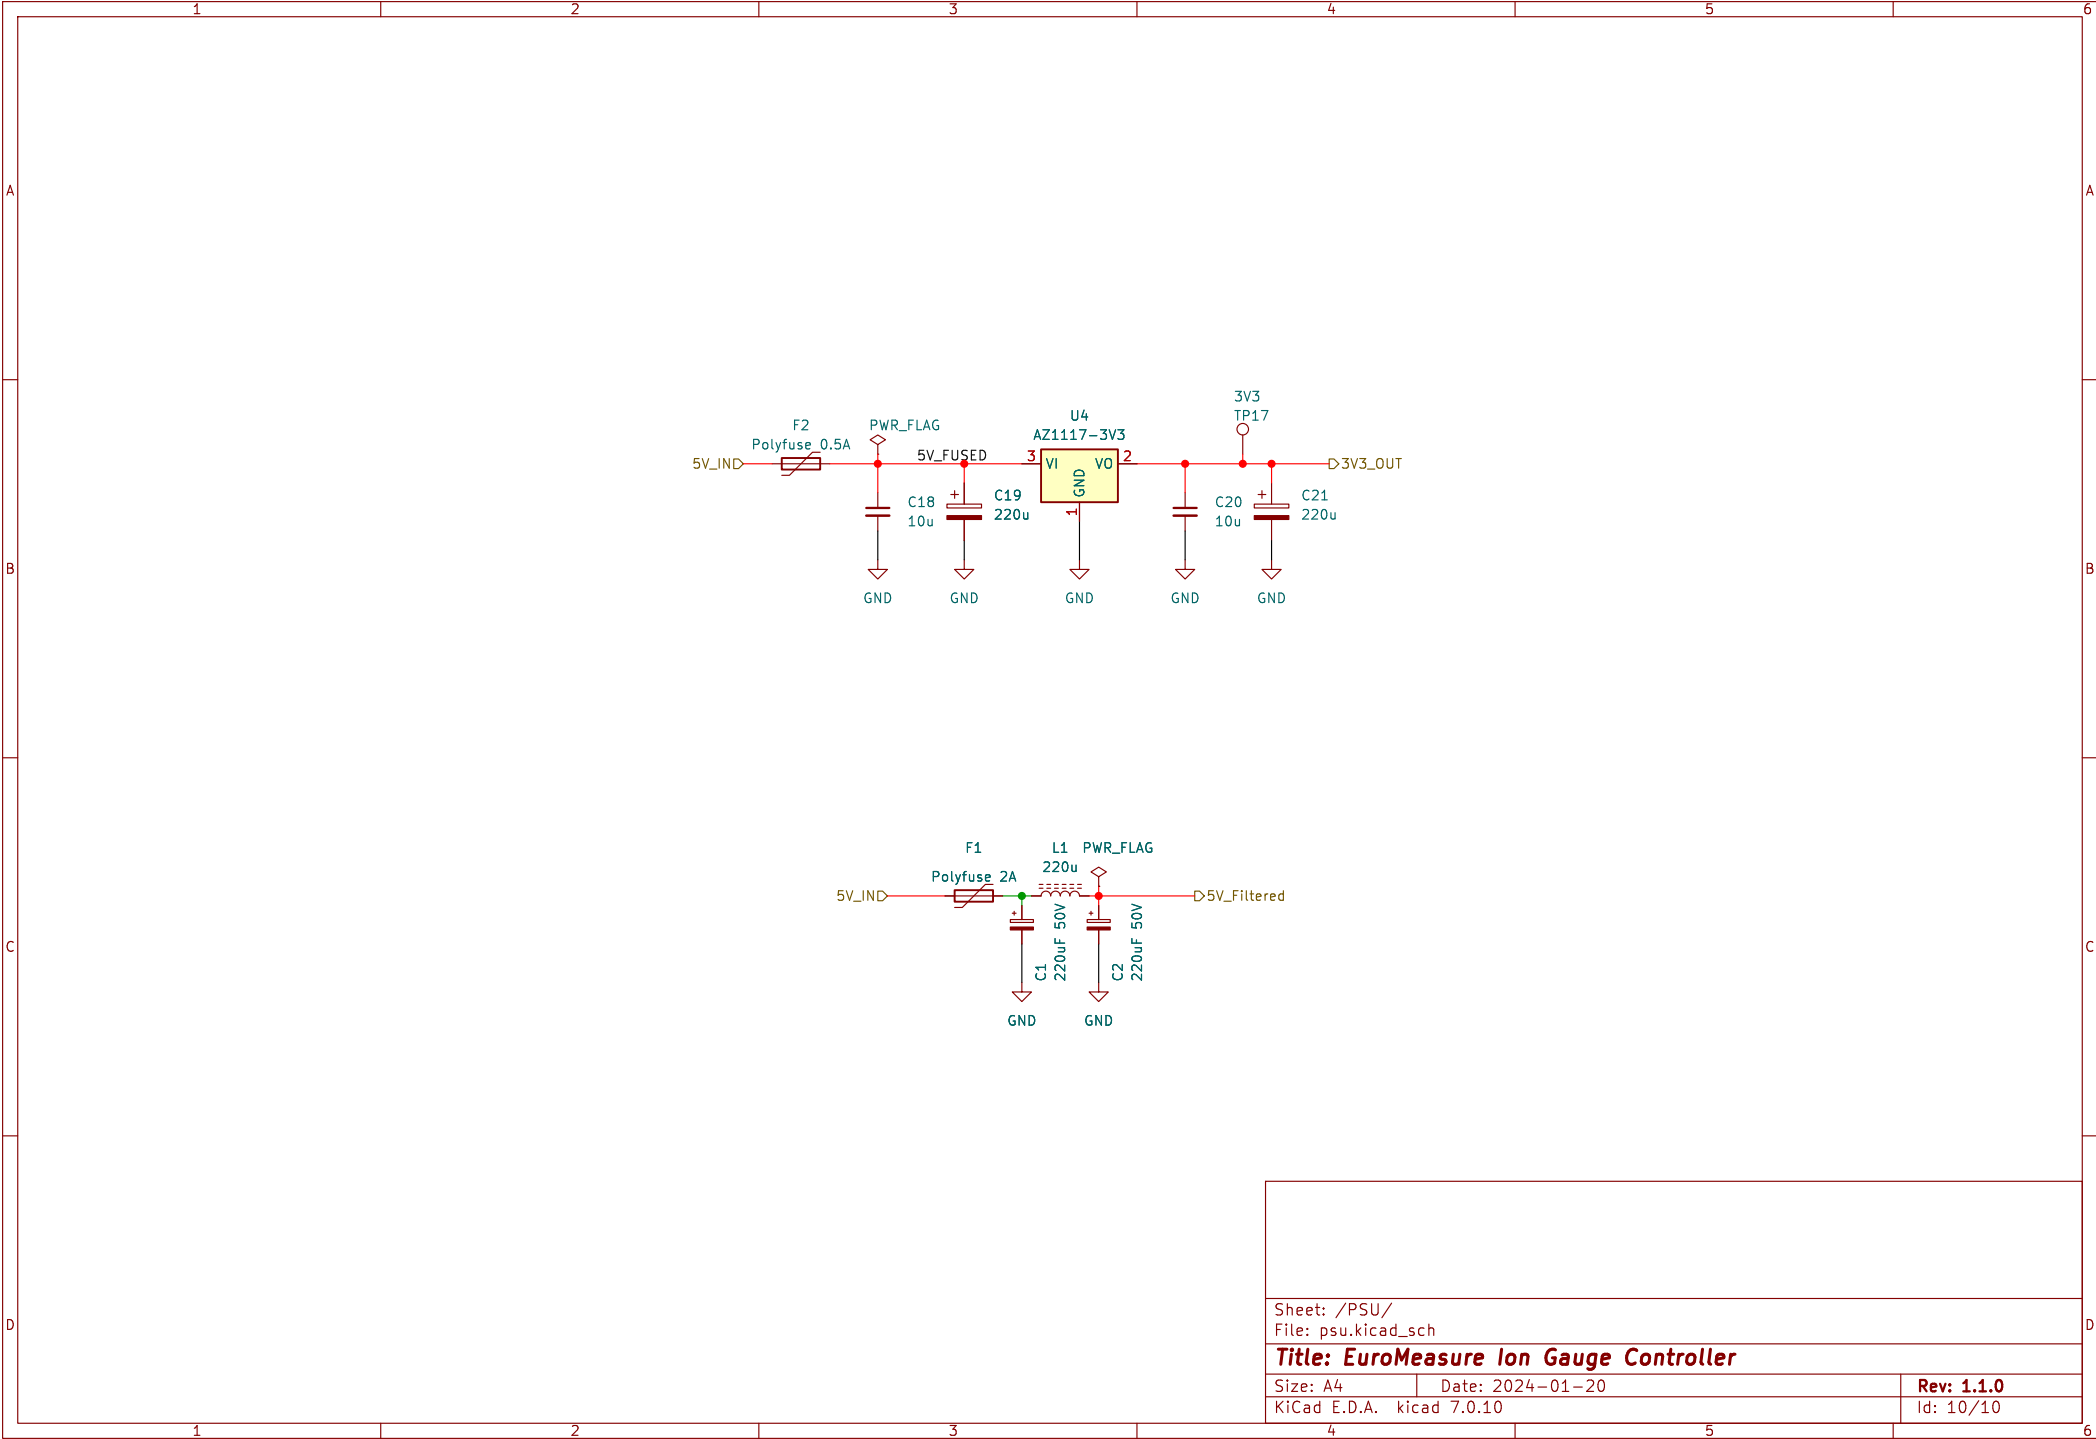 1 2 3 4 5 6
A A
3V3
TP17
U4
AZ1117-3V3
F2
Polyfuse 0.5A
PWR_FLAG
5V_IN
5V_FUSED
3 VI VO 2
GND
1
3V3_OUT
+ C19
220u
C18
10u
C20
10u
+ C21
220u
GND GND GND GND GND
B B
F1
Polyfuse 2A
L1
220u
PWR_FLAG
5V_IN
5V_Filtered
+
C1
220uF 50V
+
C2
220uF 50V
GND GND
C C
D D
Sheet: /PSU/
File: psu.kicad_sch
Title: EuroMeasure Ion Gauge Controller
Size: A4 Date: 2024-01-20 Rev: 1.1.0
KiCad E.D.A. kicad 7.0.10 Id: 10/10
1 2 3 4 5 6